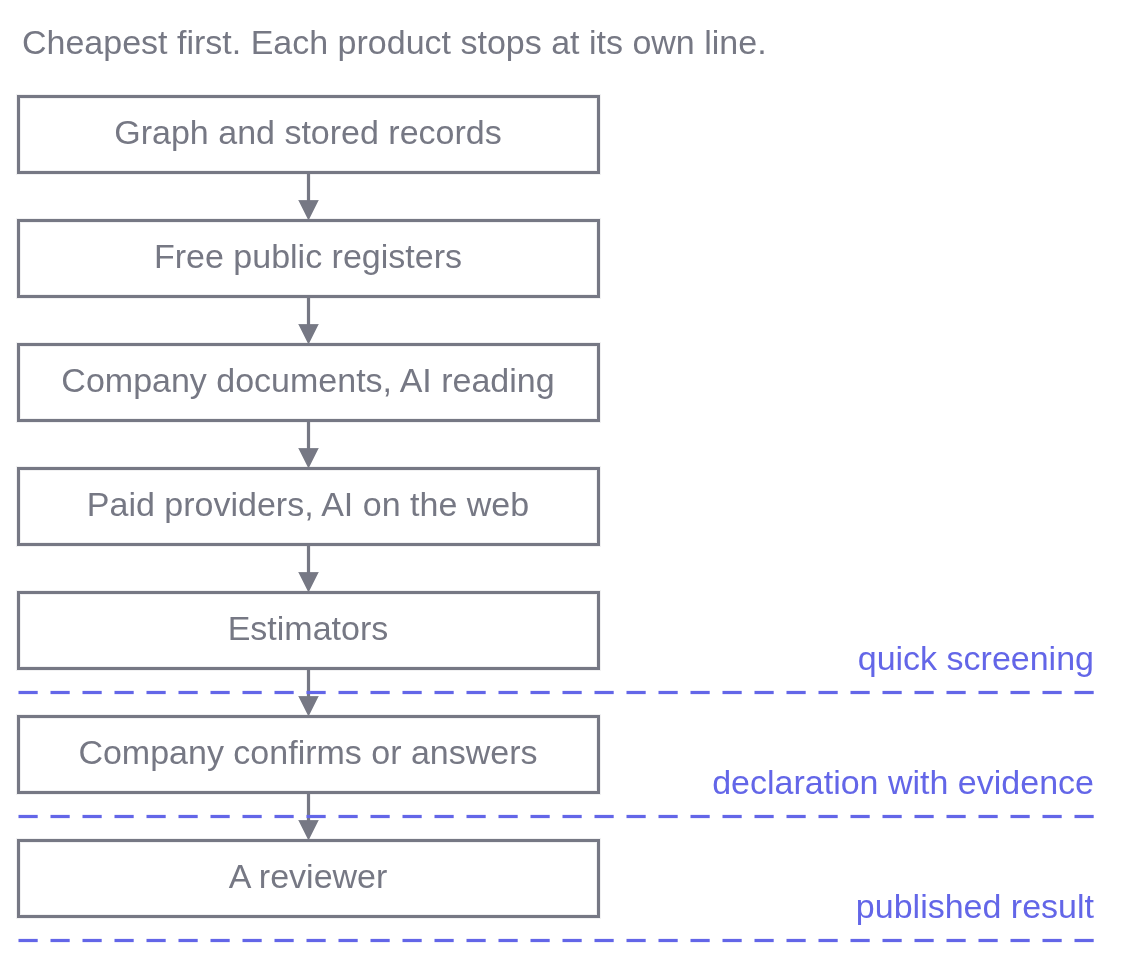 Cheapest first. Each product stops at its own line.
Graph and stored records
Free public registers
Company documents, AI reading
Paid providers, AI on the web
Estimators
quick screening
Company confirms or answers
declaration with evidence
A reviewer
published result